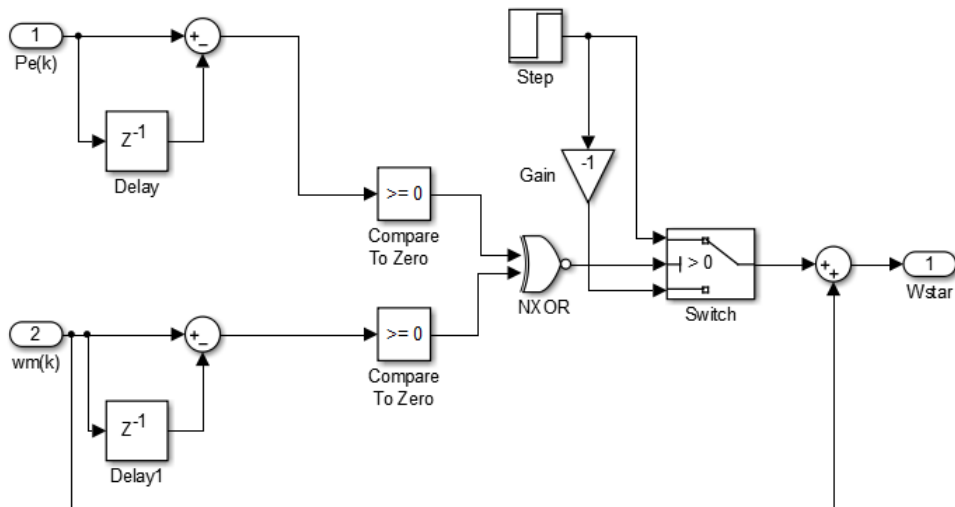 1
Pe(k)
+
-
Z-1
Delay
Step
-1
Gain
>= 0
Compare
To Zero
NXOR
> 0
Switch
+
+
1
Wstar
2
wm(k)
+
-
>= 0
Compare
To Zero
Z-1
Delay1